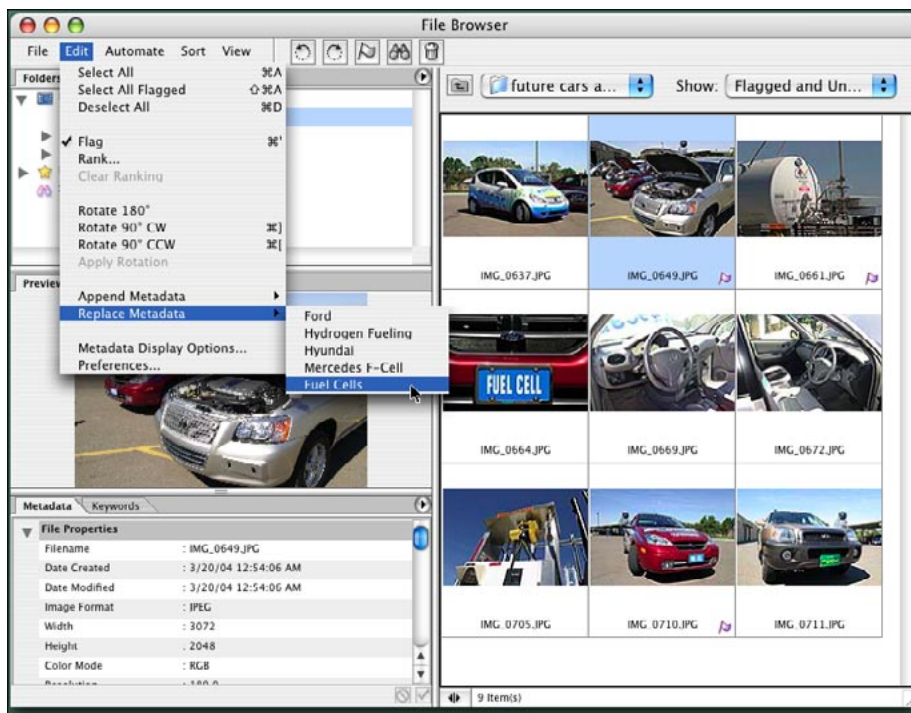 File Browser
File Edit Automate Sort View
Folders
Select All ⌘A
Select All Flagged ⇧⌘A
Deselect All ⌘D
✓ Flag ⌘'
Rank...
Clear Ranking
Rotate 180°
Rotate 90° CW ⌘]
Rotate 90° CCW ⌘[
Apply Rotation
Append Metadata
Replace Metadata
Metadata Display Options...
Preferences...
Ford
Hydrogen Fueling
Hyundai
Mercedes F-Cell
Fuel Cells
Preview
Metadata Keywords
File Properties
Filename : IMG_0649.JPG
Date Created : 3/20/04 12:54:06 AM
Date Modified : 3/20/04 12:54:06 AM
Image Format : JPEG
Width : 3072
Height : 2048
Color Mode : RGB
Resolution : 180.0
future cars a... Show: Flagged and Un...
IMG_0637.JPG IMG_0649.JPG IMG_0661.JPG
FUEL CELL
IMG_0664.JPG IMG_0669.JPG IMG_0672.JPG
IMG_0705.JPG IMG_0710.JPG IMG_0711.JPG
9 Item(s)